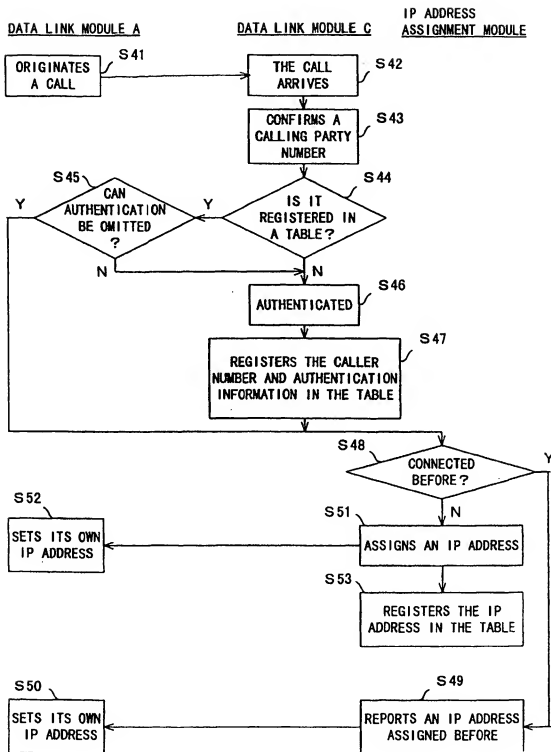 DATA LINK MODULE A
DATA LINK MODULE C
IP ADDRESS
ASSIGNMENT MODULE
S41
ORIGINATES
A CALL
S42
THE CALL
ARRIVES
S43
CONFIRMS A
CALLING PARTY
NUMBER
S44
IS IT
REGISTERED IN
A TABLE?
Y
N
S45
CAN
AUTHENTICATION
BE OMITTED
?
Y
N
S46
AUTHENTICATED
S47
REGISTERS THE CALLER
NUMBER AND AUTHENTICATION
INFORMATION IN THE TABLE
S48
CONNECTED
BEFORE?
Y
N
S51
ASSIGNS AN IP ADDRESS
S52
SETS ITS OWN
IP ADDRESS
S53
REGISTERS THE IP
ADDRESS IN THE TABLE
S49
REPORTS AN IP ADDRESS
ASSIGNED BEFORE
S50
SETS ITS OWN
IP ADDRESS